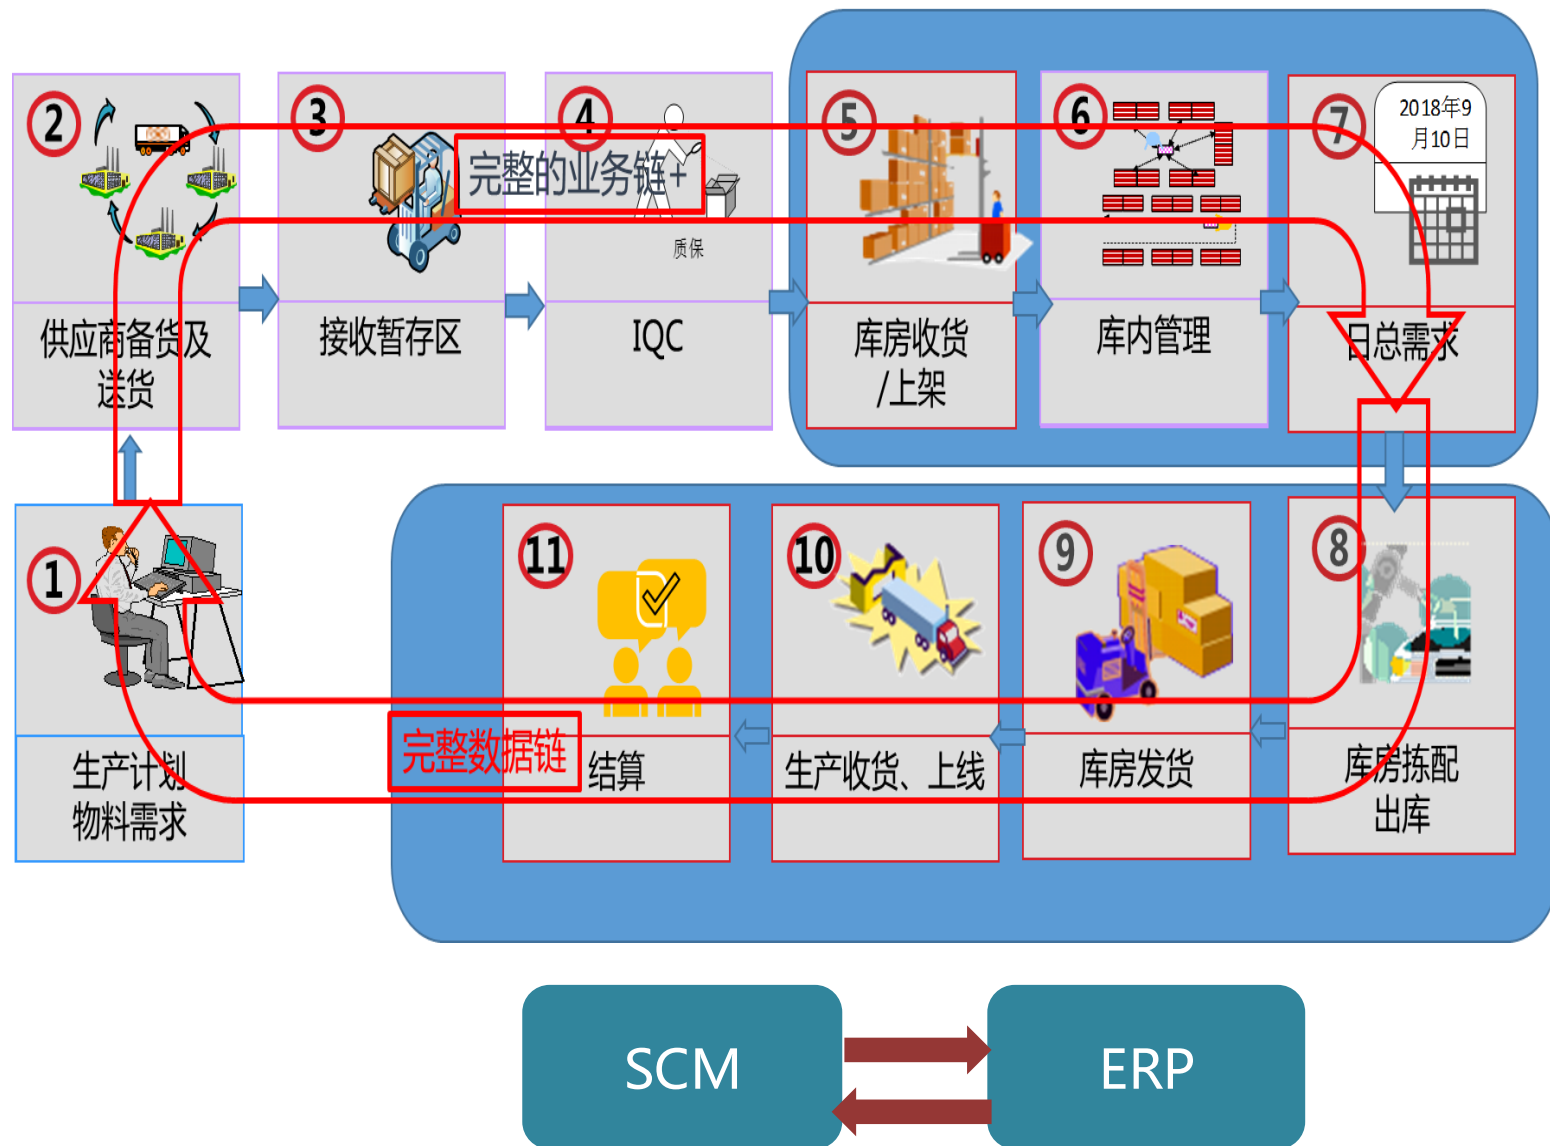 ②
③
④
⑤
⑥
⑦
2018年9
月10日
完整的业务链+
质保
供应商备货及
送货
接收暂存区
IQC
库房收货
/上架
库内管理
日总需求
①
⑪
⑩
⑨
⑧
完整数据链
生产计划
物料需求
结算
生产收货、上线
库房发货
库房拣配
出库
SCM
ERP